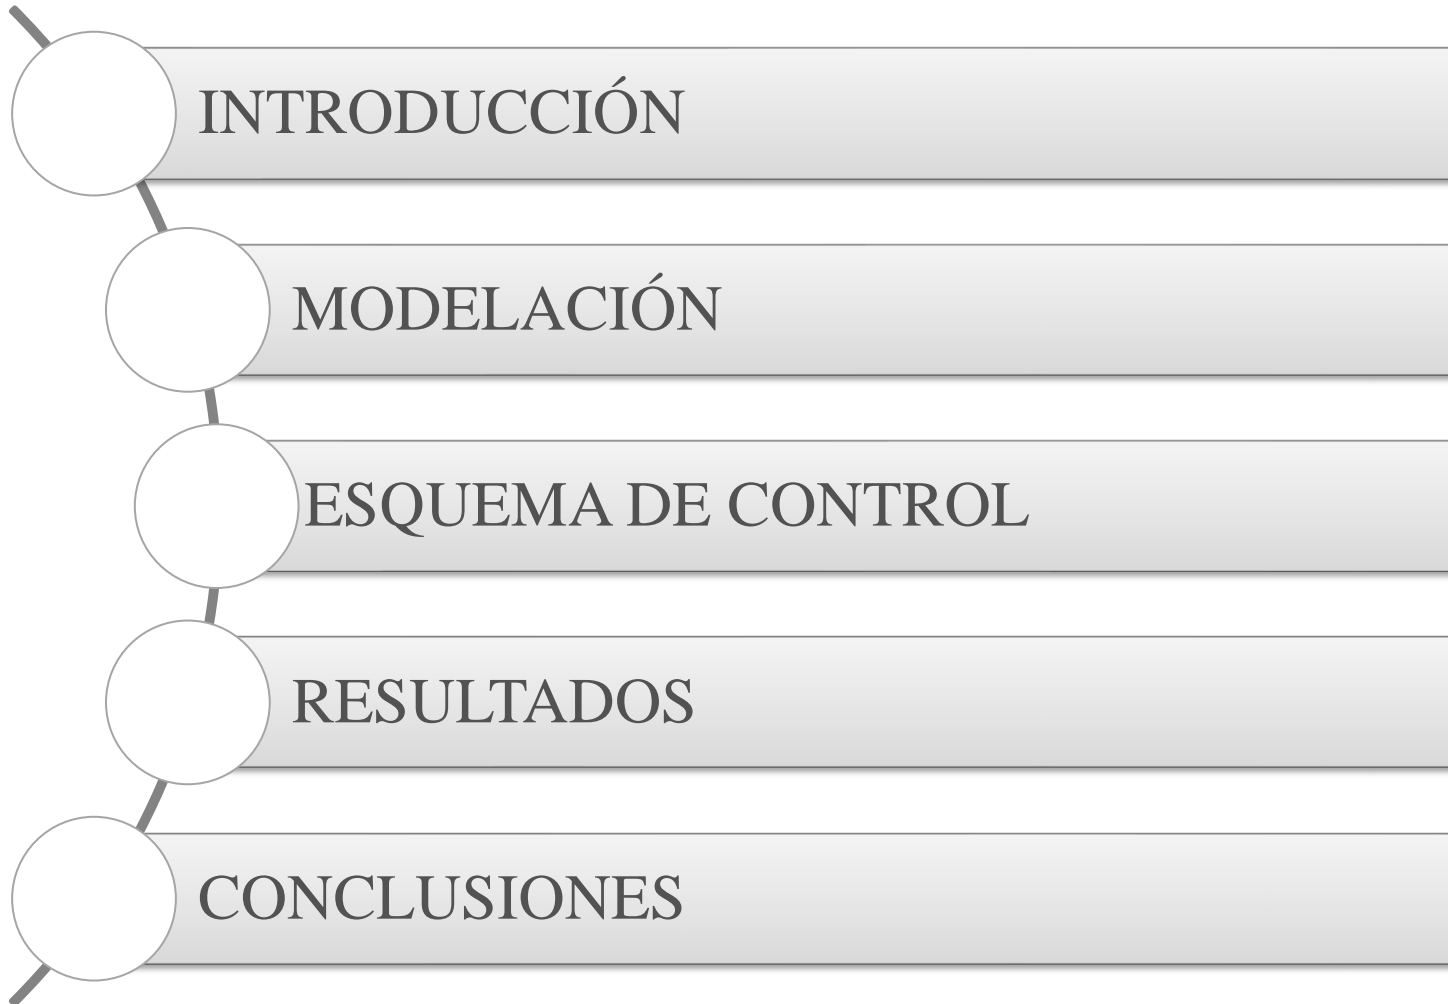 INTRODUCCIÓN
MODELACIÓN
ESQUEMA DE CONTROL
RESULTADOS
CONCLUSIONES